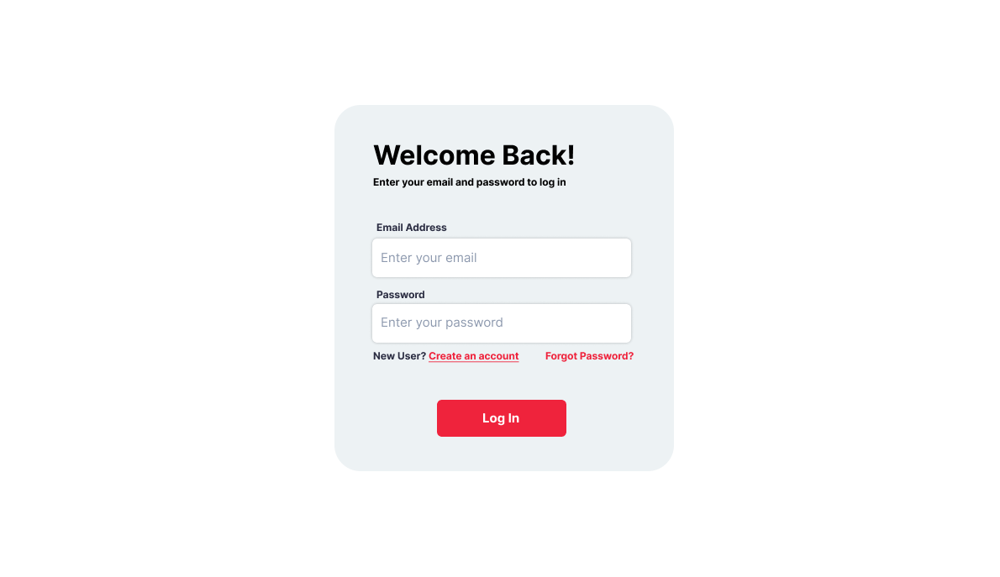 Welcome Back!
Enter your email and password to log in
Email Address
Enter your email
Password
Enter your password
New User? Create an account Forgot Password?
Log In